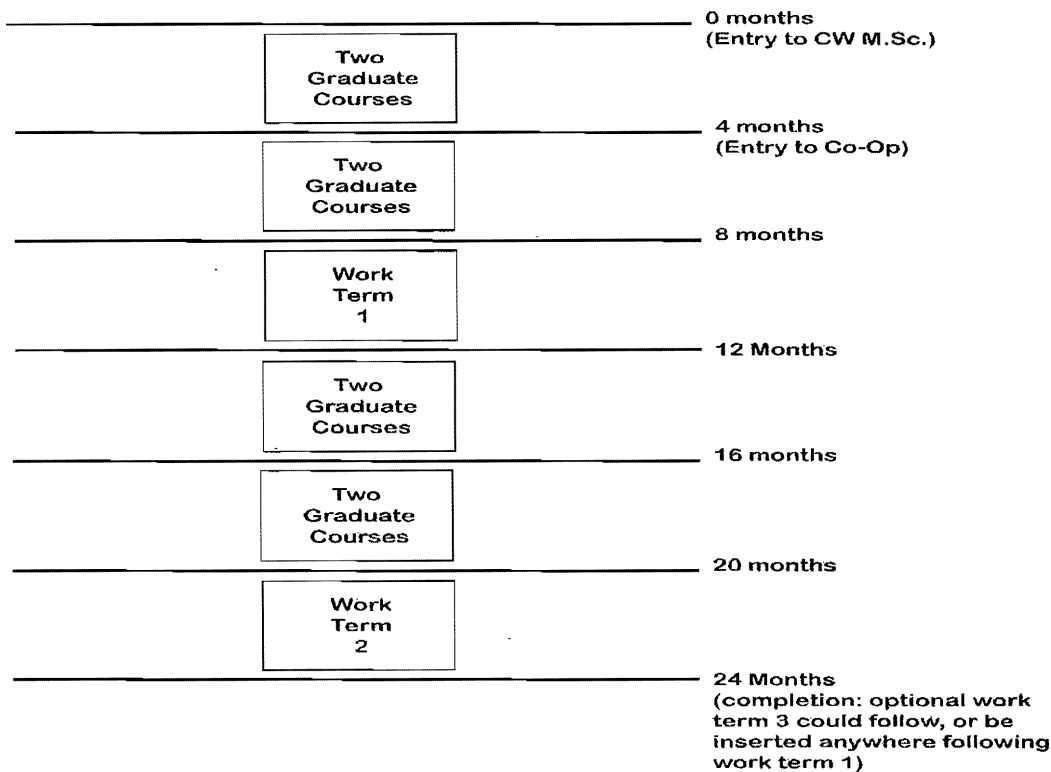 0 months
(Entry to CW M.Sc.)
Two
Graduate
Courses
4 months
(Entry to Co-Op)
Two
Graduate
Courses
8 months
Work
Term
1
12 Months
Two
Graduate
Courses
16 months
Two
Graduate
Courses
20 months
Work
Term
2
24 Months
(completion: optional work
term 3 could follow, or be
inserted anywhere following
work term 1)